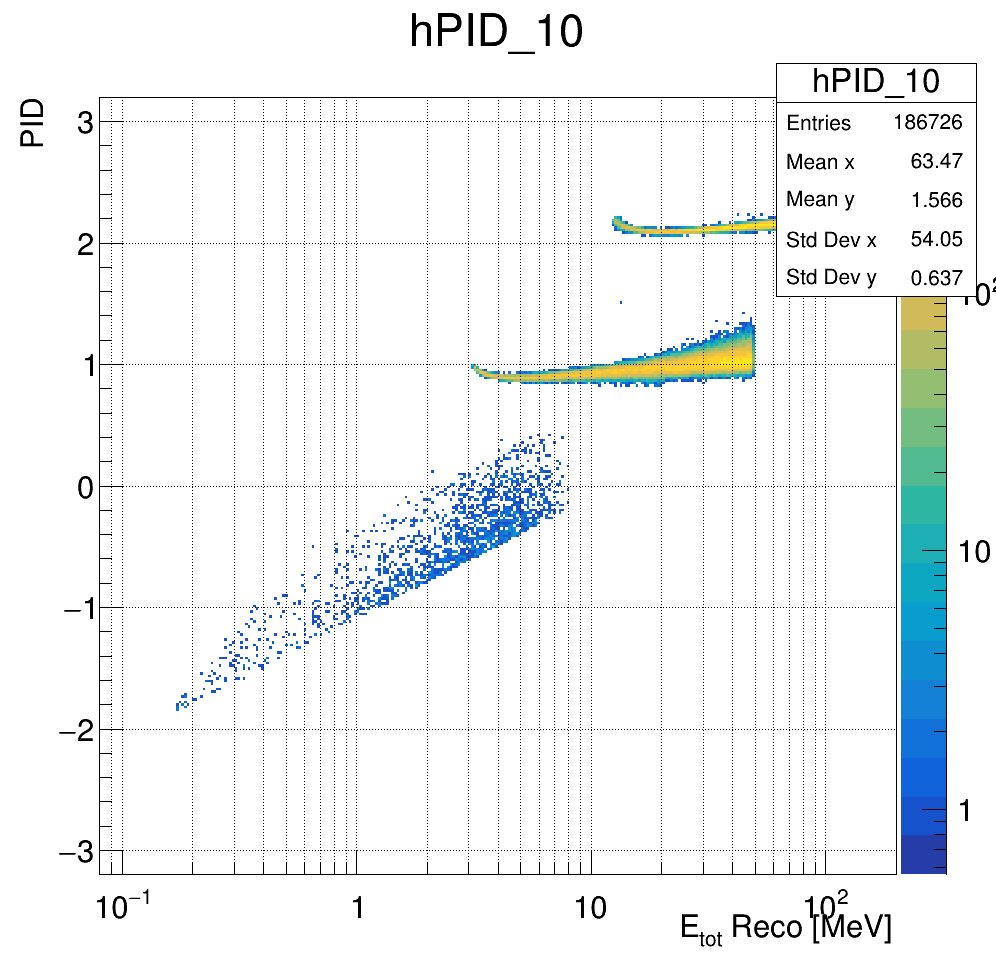 hPID_10
hPID_10
Entries 186726
Mean x 63.47
Mean y 1.566
Std Dev x 54.05
Std Dev y 0.637
PID
3
2
1
0
−1
−2
−3
10²
10
1
10⁻¹ 1 10 10²
E_tot Reco [MeV]